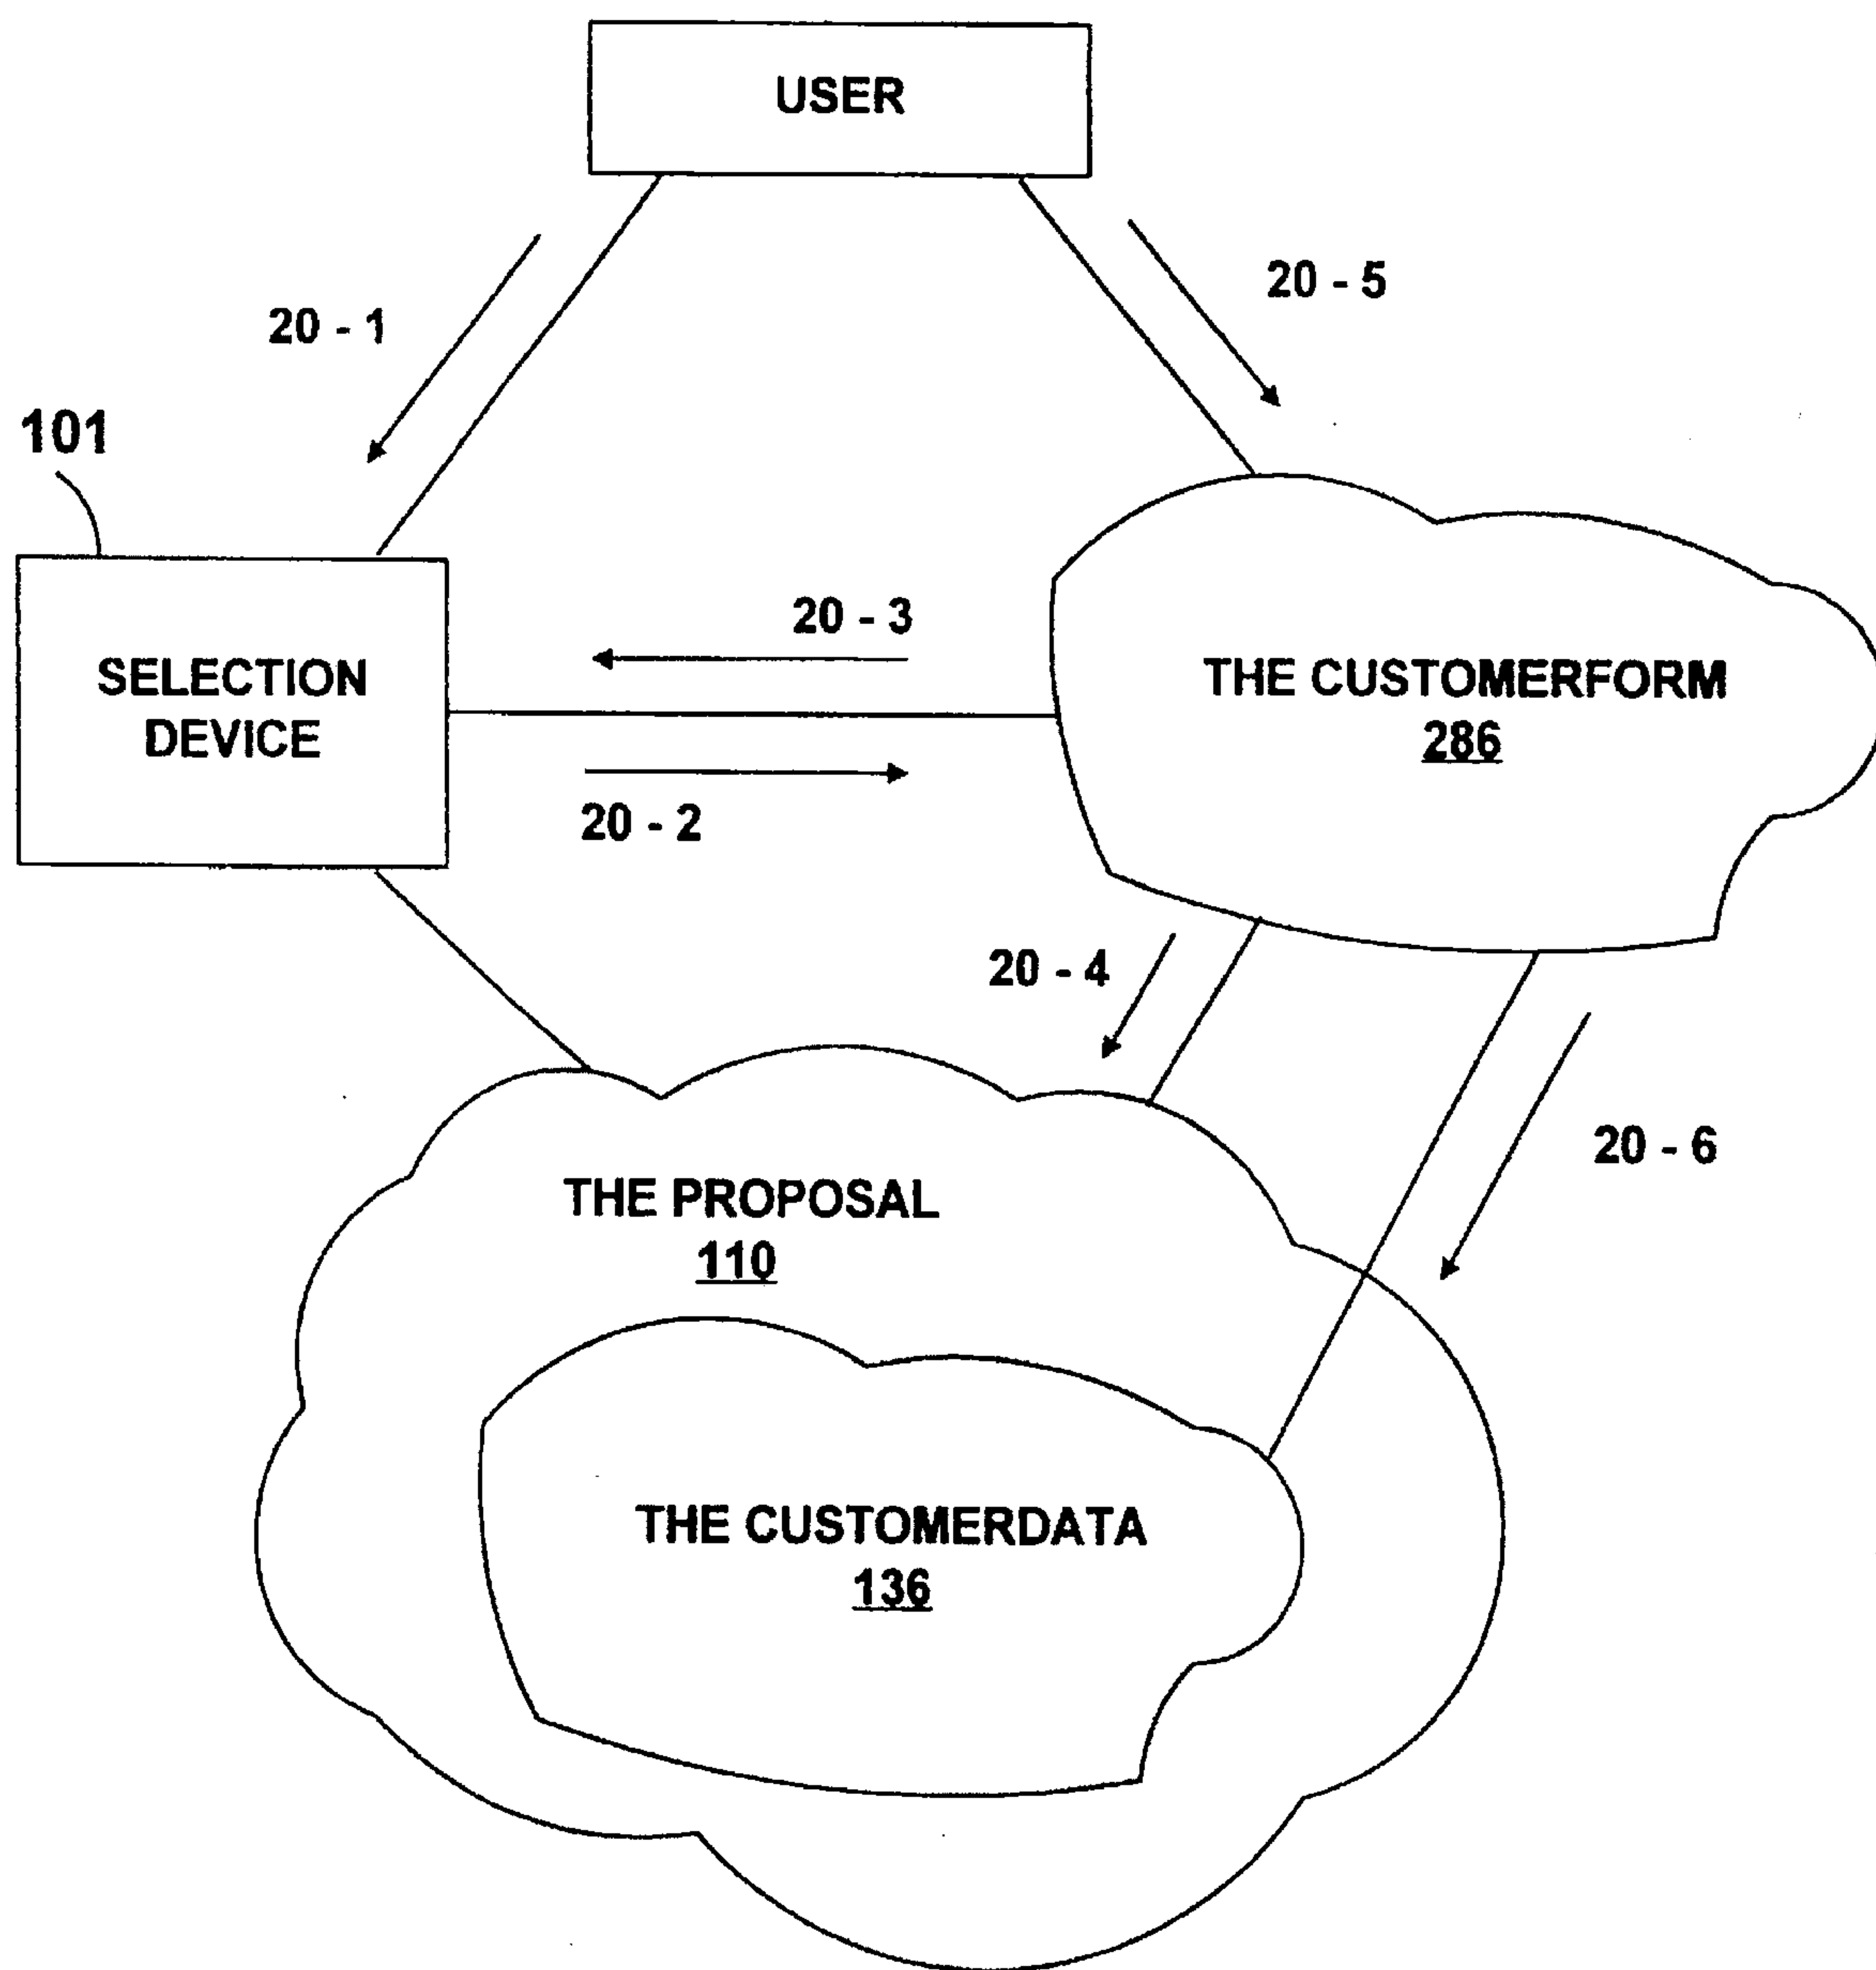 USER
20 - 1
20 - 5
101
20 - 3
SELECTION
DEVICE
THE CUSTOMERFORM
286
20 - 2
20 - 4
20 - 6
THE PROPOSAL
110
THE CUSTOMERDATA
136